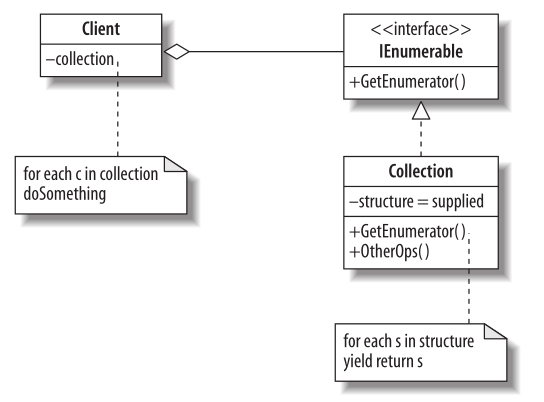 Client
–collection
for each c in collection
doSomething
<<interface>>
IEnumerable
+GetEnumerator()
Collection
–structure = supplied
+GetEnumerator()
+OtherOps()
for each s in structure
yield return s